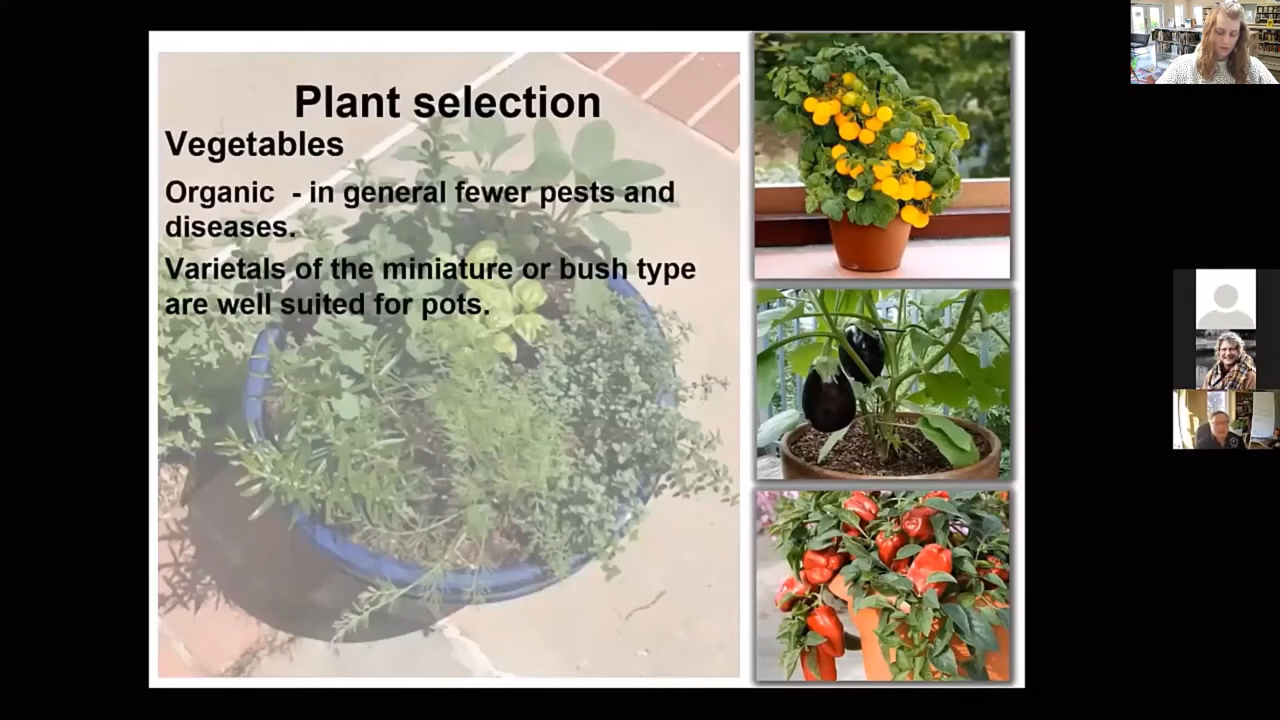 Plant selection
Vegetables
Organic - in general fewer pests and
diseases.
Varietals of the miniature or bush type
are well suited for pots.